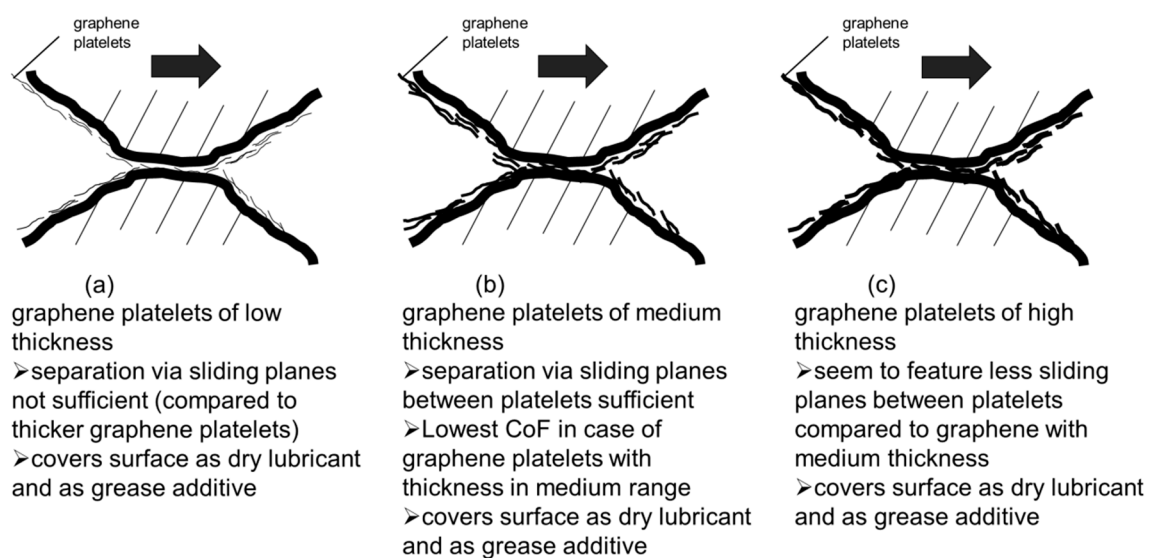 graphene
platelets
graphene
platelets
graphene
platelets
(a)
graphene platelets of low
thickness
➢separation via sliding planes
not sufficient (compared to
thicker graphene platelets)
➢covers surface as dry lubricant
and as grease additive
(b)
graphene platelets of medium
thickness
➢separation via sliding planes
between platelets sufficient
➢Lowest CoF in case of
graphene platelets with
thickness in medium range
➢covers surface as dry lubricant
and as grease additive
(c)
graphene platelets of high
thickness
➢seem to feature less sliding
planes between platelets
compared to graphene with
medium thickness
➢covers surface as dry lubricant
and as grease additive